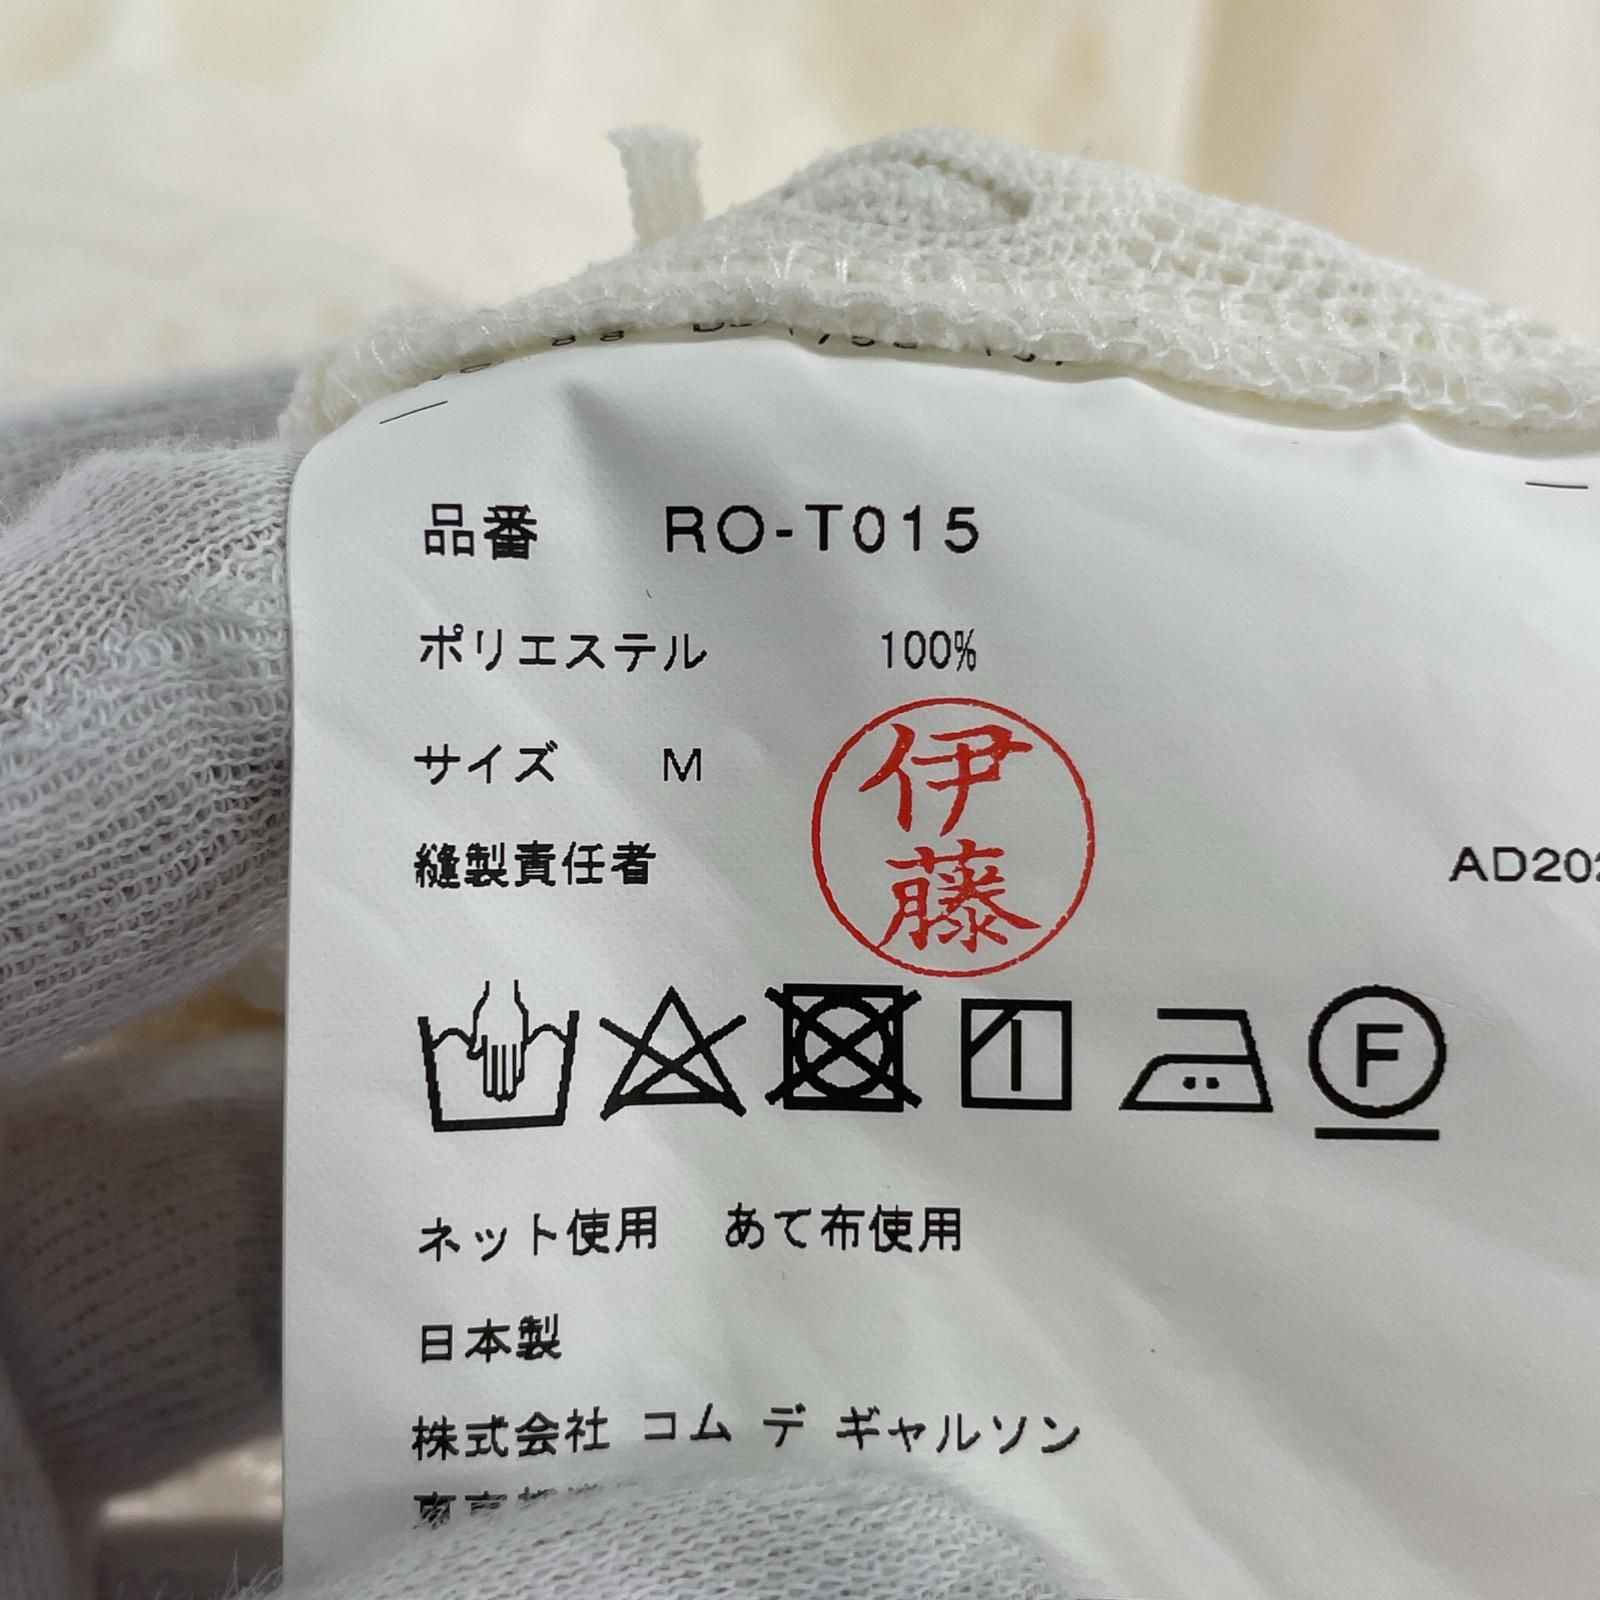 品番 RO-T015
ポリエステル 100%
サイズ M
伊藤
縫製責任者
AD202
F
ネット使用 あて布使用
日本製
株式会社 コム デ ギャルソン